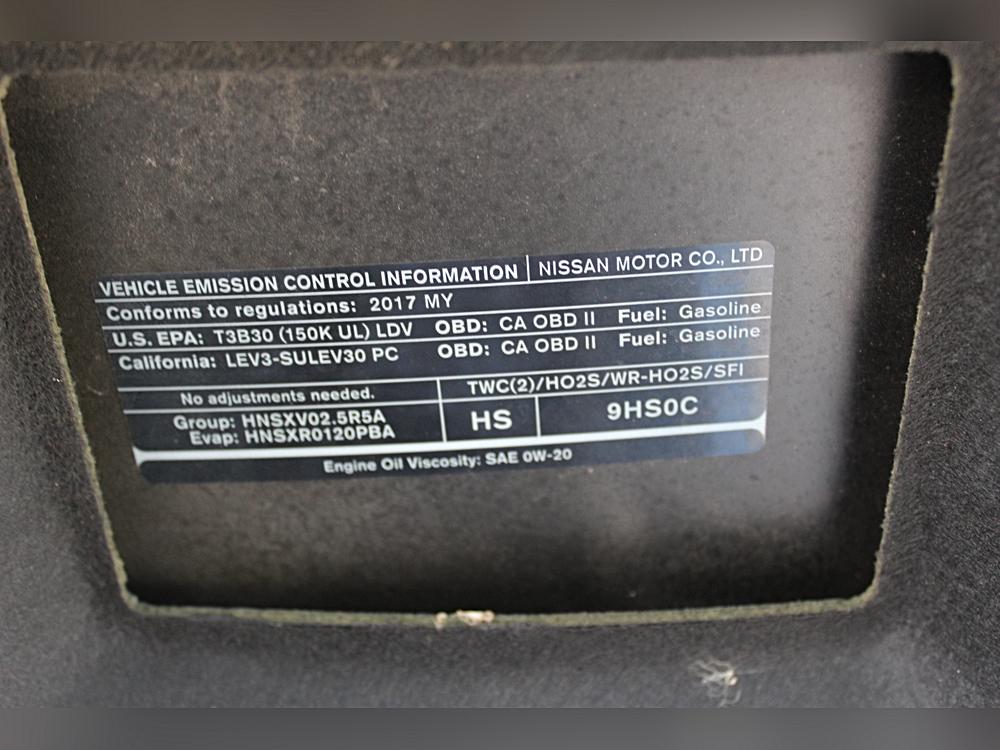 VEHICLE EMISSION CONTROL INFORMATION NISSAN MOTOR CO., LTD
Conforms to regulations: 2017 MY
U.S. EPA: T3B30 (150K UL) LDV OBD: CA OBD II Fuel: Gasoline
California: LEV3-SULEV30 PC OBD: CA OBD II Fuel: Gasoline
No adjustments needed. TWC(2)/HO2S/WR-HO2S/SFI
Group: HNSXV02.5R5A HS 9HS0C
Evap: HNSXR0120PBA
Engine Oil Viscosity: SAE 0W-20